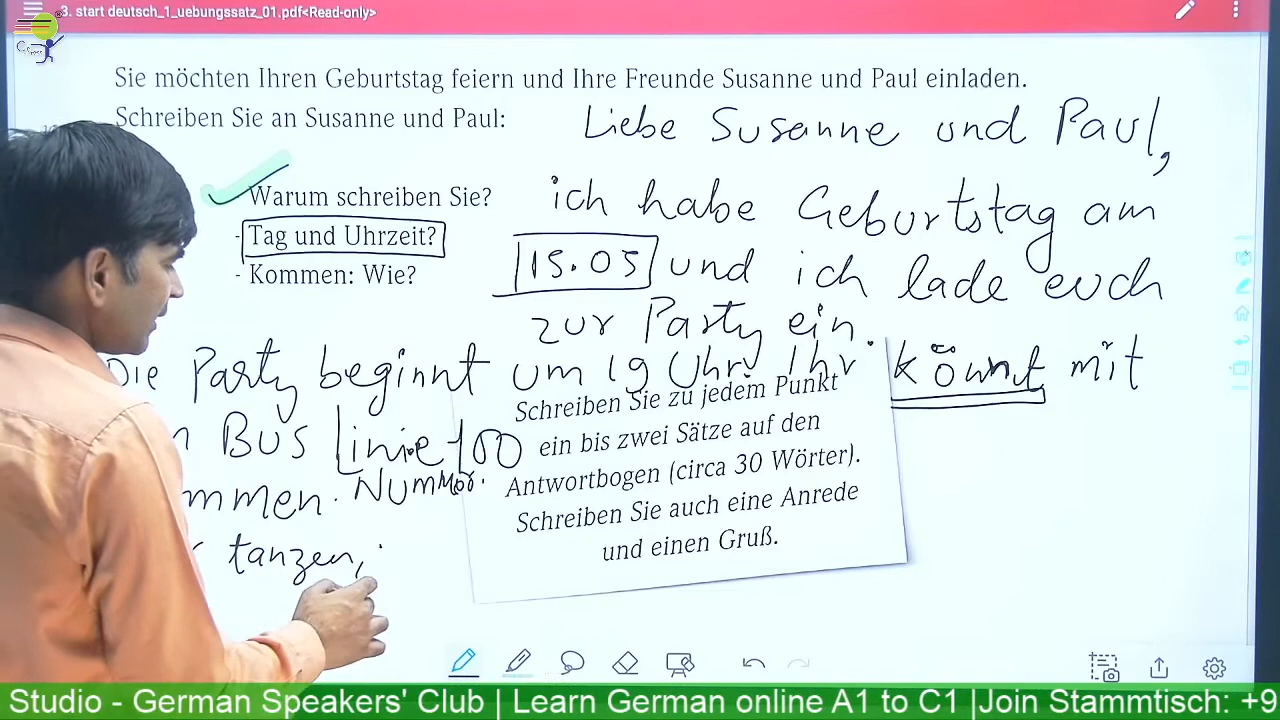 3. start deutsch_1_uebungssatz_01.pdf<Read-only>
Sie möchten Ihren Geburtstag feiern und Ihre Freunde Susanne und Paul einladen.
Schreiben Sie an Susanne und Paul:
Liebe Susanne und Paul,
- Warum schreiben Sie?
- Tag und Uhrzeit?
- Kommen: Wie?
ich habe Geburtstag am
15.05 und ich lade euch
zur Party ein.
Die Party beginnt um 19 Uhr. Ihr könnt mit
Bus Linie 100
mmen. Nummer.
tanzen,
Schreiben Sie zu jedem Punkt
ein bis zwei Sätze auf den
Antwortbogen (circa 30 Wörter).
Schreiben Sie auch eine Anrede
und einen Gruß.
Studio - German Speakers' Club | Learn German online A1 to C1 |Join Stammtisch: +9